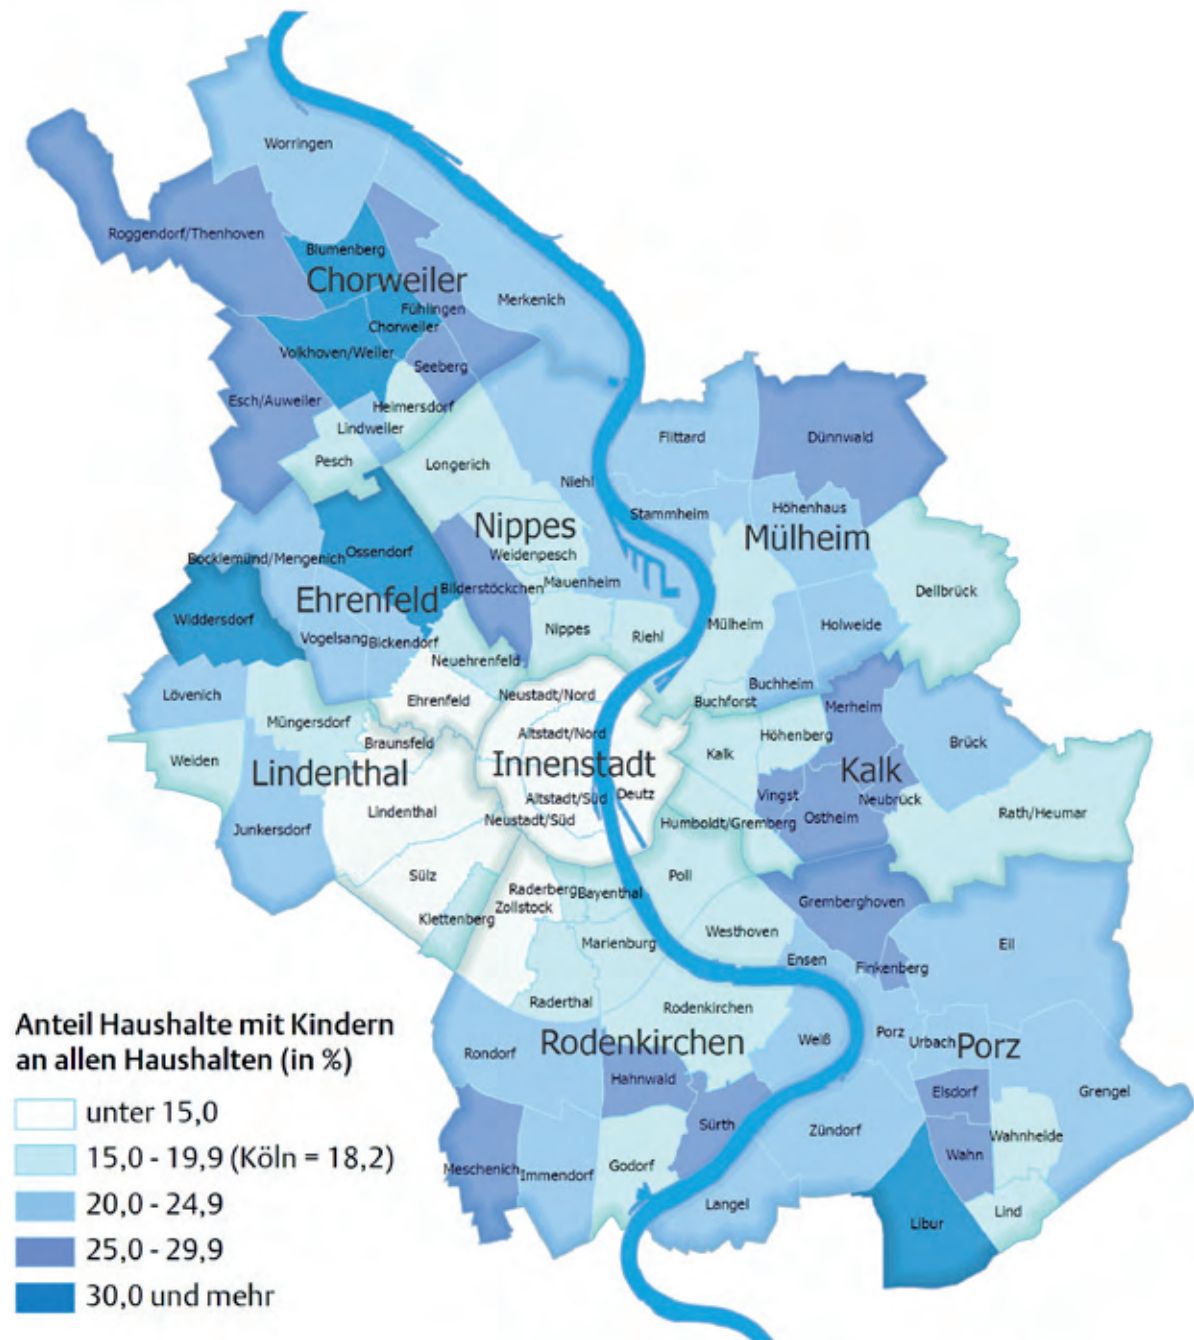 Worringen
Roggendorf/Thenhoven
Blumenberg
Chorweiler
Merkenich
Fühlingen
Chorweiler
Volkhoven/Weiler
Seeberg
Esch/Auweiler
Heimersdorf
Lindweiler
Flittard
Dünnwald
Pesch
Longerich
Niehl
Stammheim
Höhenhaus
Nippes
Mülheim
Weidenpesch
Bocklemünd/Mengenich
Ossendorf
Bilderstöckchen
Mauenheim
Dellbrück
Ehrenfeld
Widdersdorf
Vogelsang
Bickendorf
Nippes
Riehl
Mülheim
Holweide
Neuehrenfeld
Buchheim
Lövenich
Ehrenfeld
Neustadt/Nord
Buchforst
Merheim
Müngersdorf
Altstadt/Nord
Höhenberg
Brück
Braunsfeld
Weiden
Kalk
Lindenthal
Innenstadt
Kalk
Vingst
Neubrück
Altstadt/Süd
Deutz
Lindenthal
Neustadt/Süd
Humboldt/Gremberg
Ostheim
Rath/Heumar
Junkersdorf
Sülz
Poll
Raderberg
Bayenthal
Zollstock
Gremberghoven
Klettenberg
Westhoven
Marienburg
Eil
Ensen
Finkenberg
Raderthal
Rodenkirchen
Rondorf
Rodenkirchen
Weiß
Porz
Urbach
Porz
Hahnwald
Elsdorf
Grengel
Sürth
Zündorf
Wahnheide
Meschenich
Immendorf
Godorf
Wahn
Langel
Libur
Lind
Anteil Haushalte mit Kindern
an allen Haushalten (in %)
unter 15,0
15,0 - 19,9 (Köln = 18,2)
20,0 - 24,9
25,0 - 29,9
30,0 und mehr